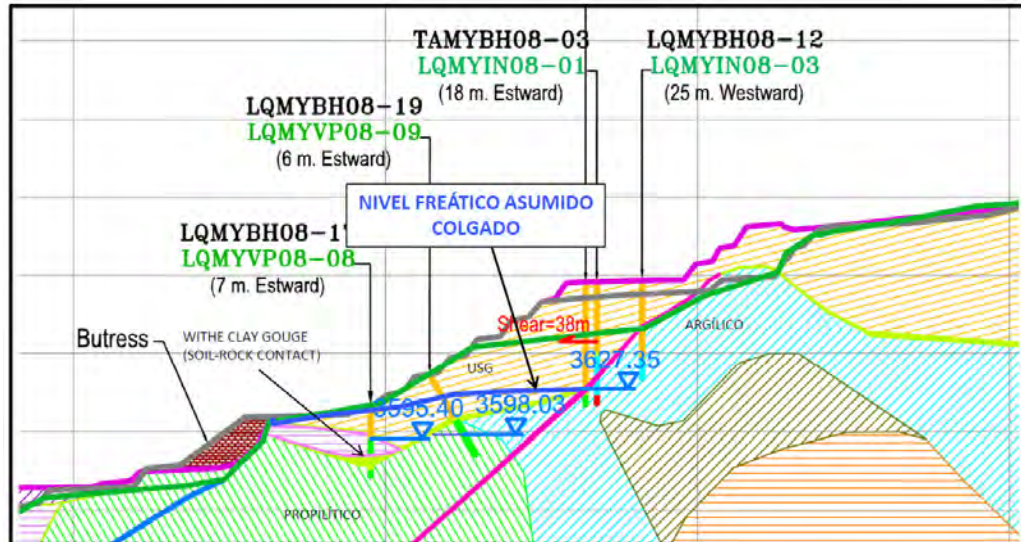 TAMYBH08-03
LQMYIN08-01
(18 m. Estward)
LQMYBH08-12
LQMYIN08-03
(25 m. Westward)
LQMYBH08-19
LQMYVP08-09
(6 m. Estward)
NIVEL FREÁTICO ASUMIDO
COLGADO
LQMYBH08-1
LQMYVP08-08
(7 m. Estward)
Butress
WITHE CLAY GOUGE
(SOIL-ROCK CONTACT)
Shear=38m
ARGÍLICO
USG
3627.35
3595.40
3598.03
PROPILÍTICO